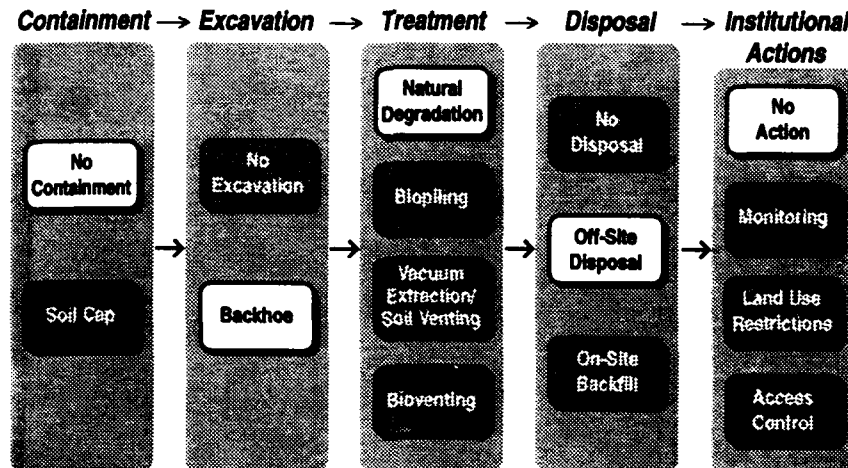 Containment → Excavation → Treatment → Disposal → Institutional
Actions
No
Containment
Soil Cap
No
Excavation
Backhoe
Natural
Degradation
Biopiling
Vacuum
Extraction/
Soil Venting
Bioventing
No
Disposal
Off-Site
Disposal
On-Site
Backfill
No
Action
Monitoring
Land Use
Restrictions
Access
Control